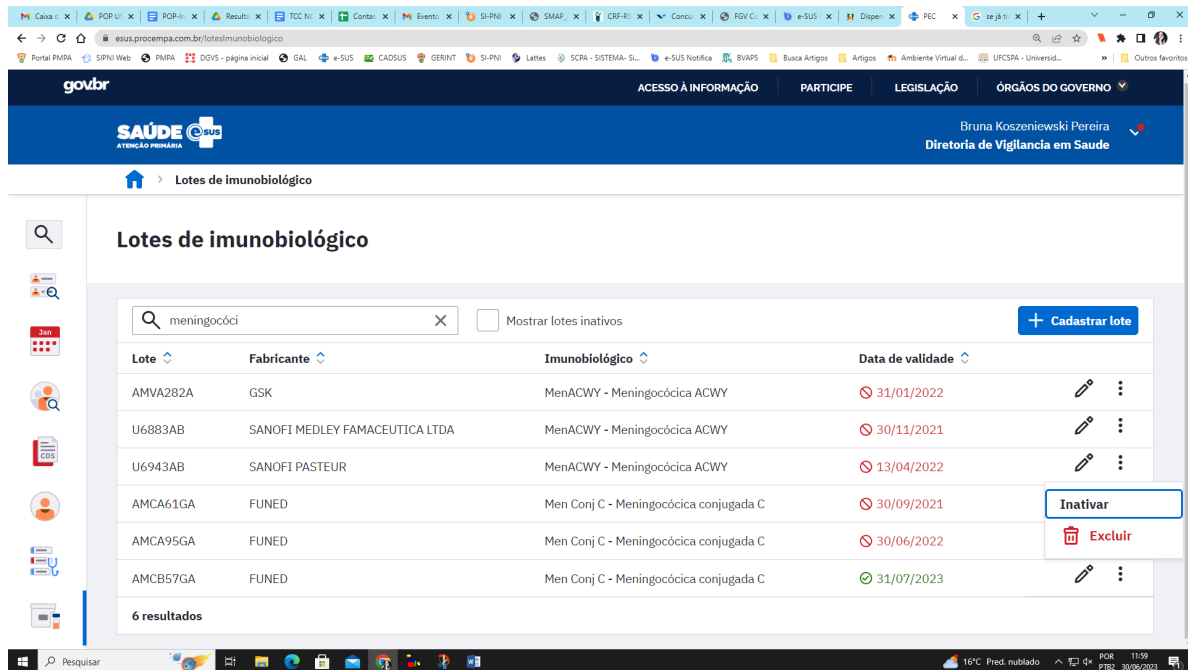 Caixa d
POP US
POP-In
Resulta
TCC NO
Contas
Evento
SI-PNI
SMAP_
CRF-RS
Concur
FGV Co
e-SUS
Dispen
PEC
se já ti
esus.procempa.com.br/lotesImunobiologico
Portal PMPA SIPNI Web PMPA DGVS - página inicial GAL e-SUS CADSUS GERINT SI-PNI Lattes SCPA - SISTEMA- Si... e-SUS Notifica BVAPS Busca Artigos Artigos Ambiente Virtual d... UFCSPA - Universid... » Outros favoritos
gov.br ACESSO À INFORMAÇÃO PARTICIPE LEGISLAÇÃO ÓRGÃOS DO GOVERNO
SAÚDE e sus
ATENÇÃO PRIMÁRIA
Bruna Koszeniewski Pereira
Diretoria de Vigilancia em Saude
Lotes de imunobiológico
Lotes de imunobiológico
Jan
CDS
meningocóci Mostrar lotes inativos + Cadastrar lote
Lote Fabricante Imunobiológico Data de validade
AMVA282A GSK MenACWY - Meningocócica ACWY 31/01/2022
U6883AB SANOFI MEDLEY FAMACEUTICA LTDA MenACWY - Meningocócica ACWY 30/11/2021
U6943AB SANOFI PASTEUR MenACWY - Meningocócica ACWY 13/04/2022
AMCA61GA FUNED Men Conj C - Meningocócica conjugada C 30/09/2021
Inativar
Excluir
AMCA95GA FUNED Men Conj C - Meningocócica conjugada C 30/06/2022
AMCB57GA FUNED Men Conj C - Meningocócica conjugada C 31/07/2023
6 resultados
Pesquisar
16°C Pred. nublado
POR
PTB2
11:59
30/06/2023